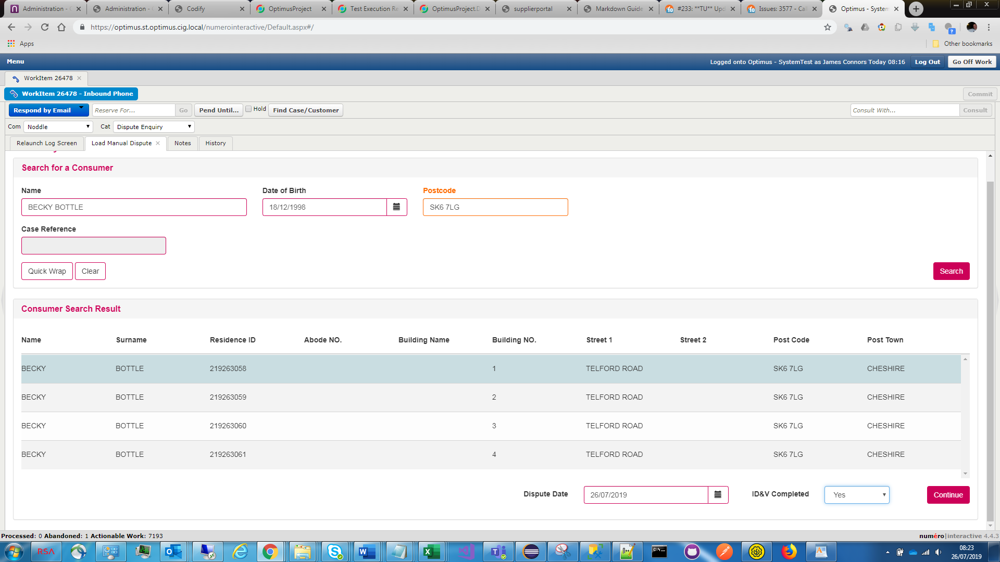 Administration - C
Administration - C
Codify
OptimusProject
Test Execution Re
OptimusProject.D
supplierportal
Markdown Guide
#233: **TU** Upd
Issues: 3577 - Call
Optimus - System
https://optimus.st.optimus.cig.local/numerointeractive/Default.aspx#/
Apps
Other bookmarks
Menu
Logged onto Optimus - SystemTest as James Connors Today 08:16
Log Out
Go Off Work
WorkItem 26478
WorkItem 26478 - Inbound Phone
Commit
Respond by Email
Reserve For...
Go
Pend Until...
Hold
Find Case/Customer
Consult With...
Consult
Com
Noddle
Cat
Dispute Enquiry
Relaunch Log Screen
Load Manual Dispute
Notes
History
Search for a Consumer
Name
Date of Birth
Postcode
BECKY BOTTLE
18/12/1998
SK6 7LG
Case Reference
Quick Wrap
Clear
Search
Consumer Search Result
Name Surname Residence ID Abode NO. Building Name Building NO. Street 1 Street 2 Post Code Post Town
BECKY BOTTLE 219263058 1 TELFORD ROAD SK6 7LG CHESHIRE
BECKY BOTTLE 219263059 2 TELFORD ROAD SK6 7LG CHESHIRE
BECKY BOTTLE 219263060 3 TELFORD ROAD SK6 7LG CHESHIRE
BECKY BOTTLE 219263061 4 TELFORD ROAD SK6 7LG CHESHIRE
Dispute Date
26/07/2019
ID&V Completed
Yes
Continue
Processed: 0 Abandoned: 1 Actionable Work: 7193
numéro|interactive 4.4.3
RSA
08:23
26/07/2019